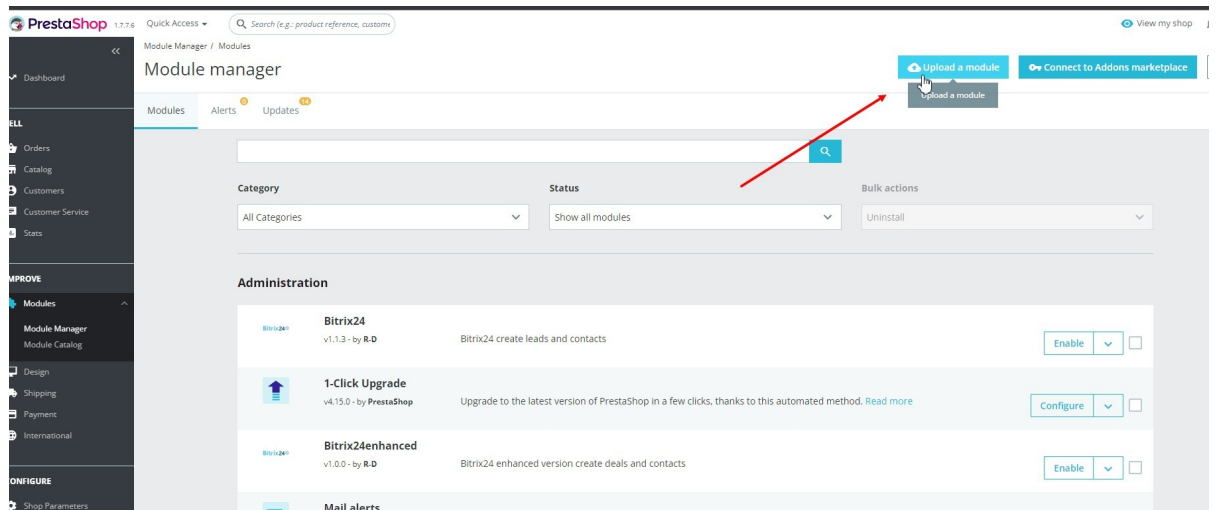 PrestaShop 1.7.7.6 Quick Access Search (e.g.: product reference, custome View my shop
Module Manager / Modules
Module manager
Upload a module
Connect to Addons marketplace
Upload a module
Modules Alerts 0 Updates 14
Dashboard
ELL
Orders
Catalog
Customers
Customer Service
Stats
MPROVE
Modules
Module Manager
Module Catalog
Design
Shipping
Payment
International
ONFIGURE
Shop Parameters
Category Status Bulk actions
All Categories Show all modules Uninstall
Administration
Bitrix24
Bitrix24
v1.1.3 - by R-D Bitrix24 create leads and contacts Enable
1-Click Upgrade
v4.15.0 - by PrestaShop Upgrade to the latest version of PrestaShop in a few clicks, thanks to this automated method. Read more Configure
Bitrix24
Bitrix24enhanced
v1.0.0 - by R-D Bitrix24 enhanced version create deals and contacts Enable
Mail alerts